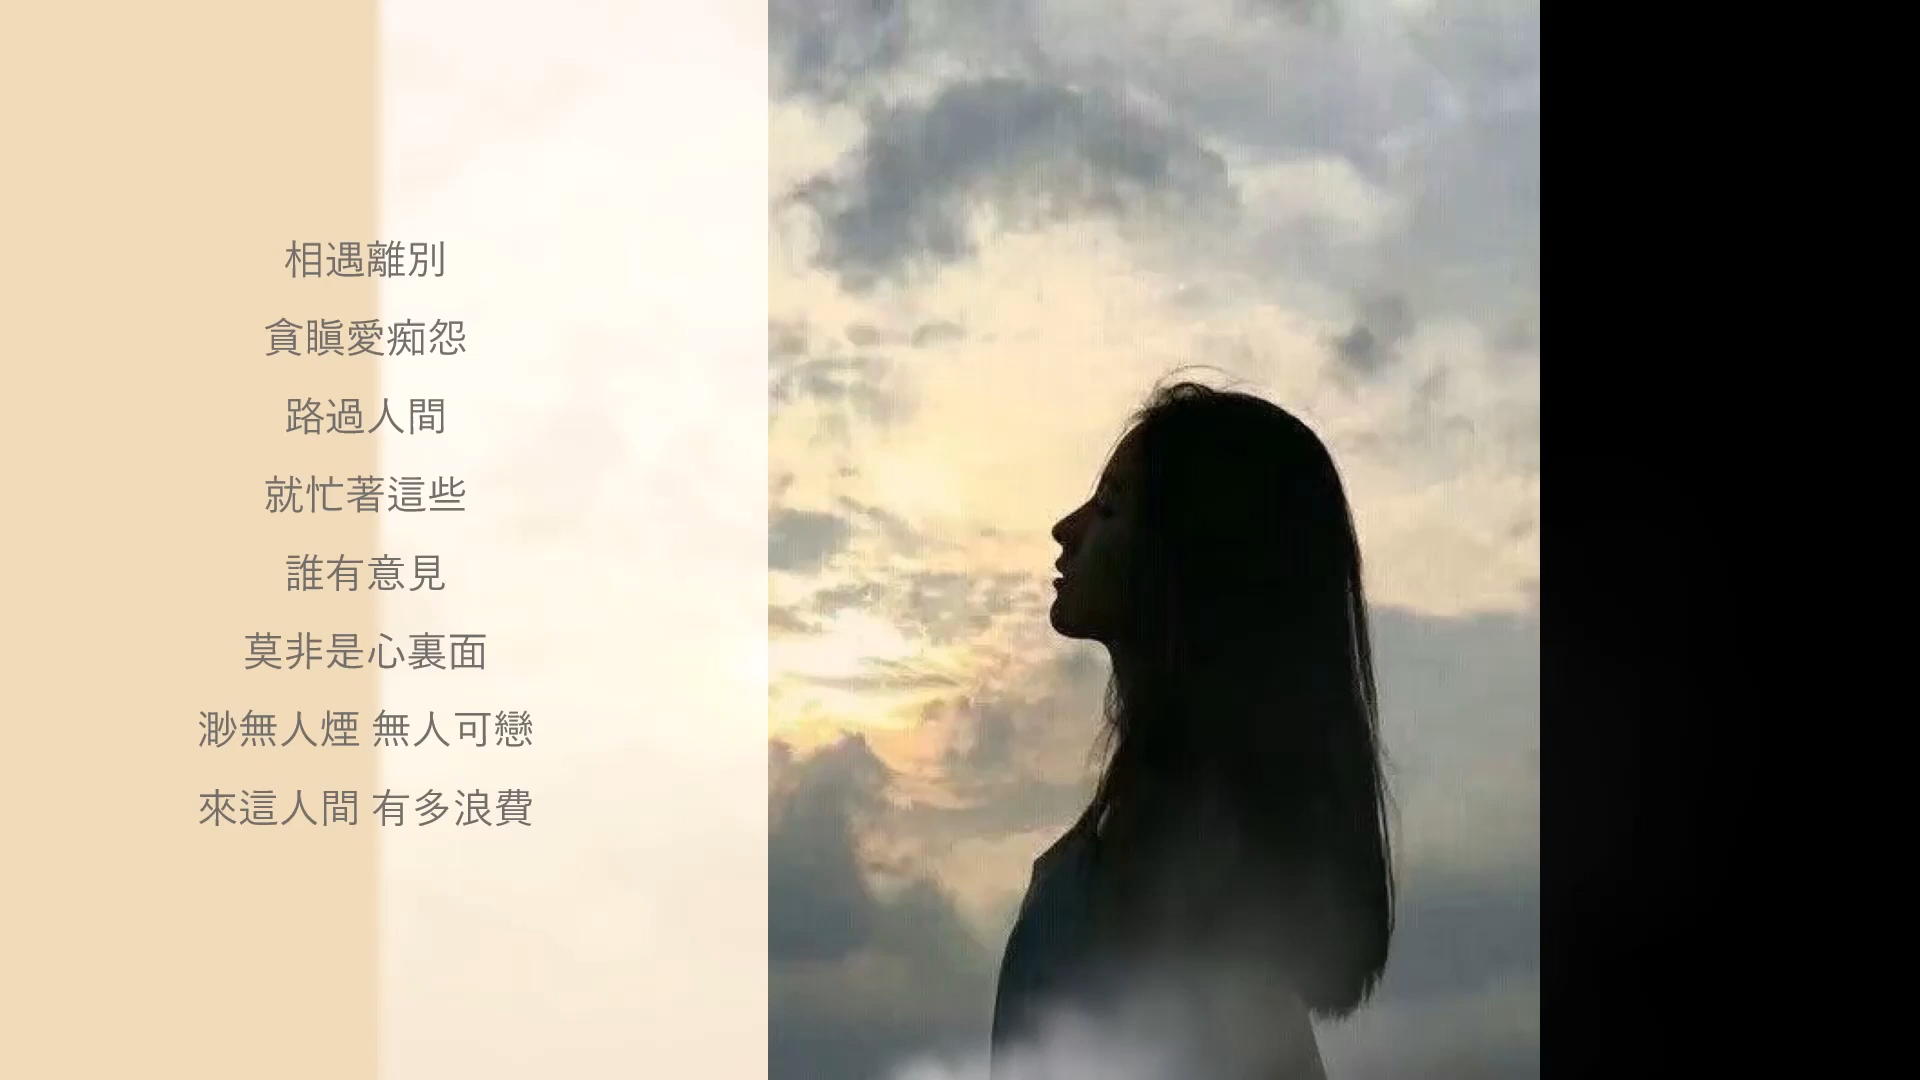 相遇離別
貪瞋愛痴怨
路過人間
就忙著這些
誰有意見
莫非是心裏面
渺無人煙 無人可戀
來這人間 有多浪費